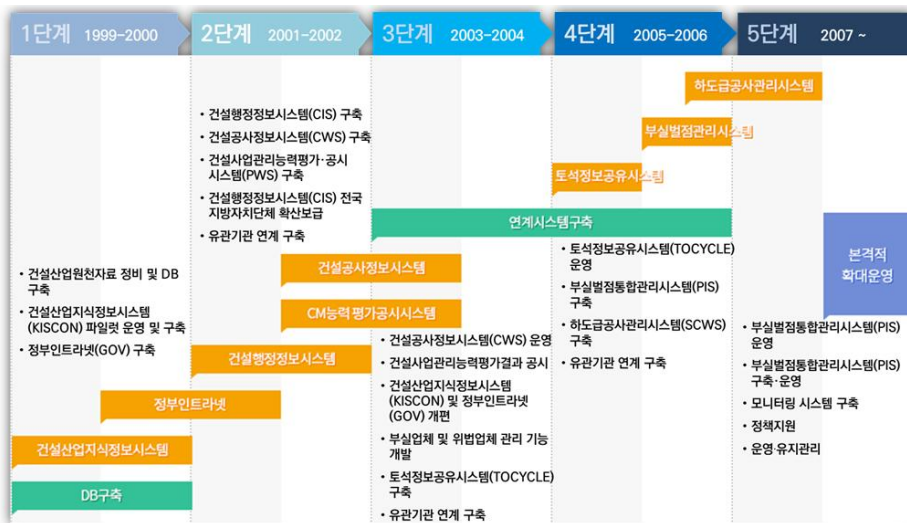 1단계 1999-2000
2단계 2001-2002
3단계 2003-2004
4단계 2005-2006
5단계 2007 ~
• 건설산업원천자료 정비 및 DB
구축
• 건설산업지식정보시스템
(KISCON) 파일럿 운영 및 구축
• 정부인트라넷(GOV) 구축
정부인트라넷
건설산업지식정보시스템
DB구축
• 건설행정정보시스템(CIS) 구축
• 건설공사정보시스템(CWS) 구축
• 건설사업관리능력평가·공시
시스템(PWS) 구축
• 건설행정정보시스템(CIS) 전국
지방자치단체 확산보급
• 유관기관 연계 구축
건설공사정보시스템
CM능력 평가공시시스템
건설행정정보시스템
연계시스템구축
• 건설공사정보시스템(CWS) 운영
• 건설사업관리능력평가결과 공시
• 건설산업지식정보시스템
(KISCON) 및 정부인트라넷
(GOV) 개편
• 부실업체 및 위법업체 관리 기능
개발
• 토석정보공유시스템(TOCYCLE)
구축
• 유관기관 연계 구축
하도급공사관리시스템
부실벌점관리시스템
토석정보공유시스템
• 토석정보공유시스템(TOCYCLE)
운영
• 부실벌점통합관리시스템(PIS)
구축
• 하도급공사관리시스템(SCWS)
구축
• 유관기관 연계 구축
본격적
확대운영
• 부실벌점통합관리시스템(PIS)
운영
• 부실벌점통합관리시스템(PIS)
구축·운영
• 모니터링 시스템 구축
• 정책지원
• 운영·유지관리